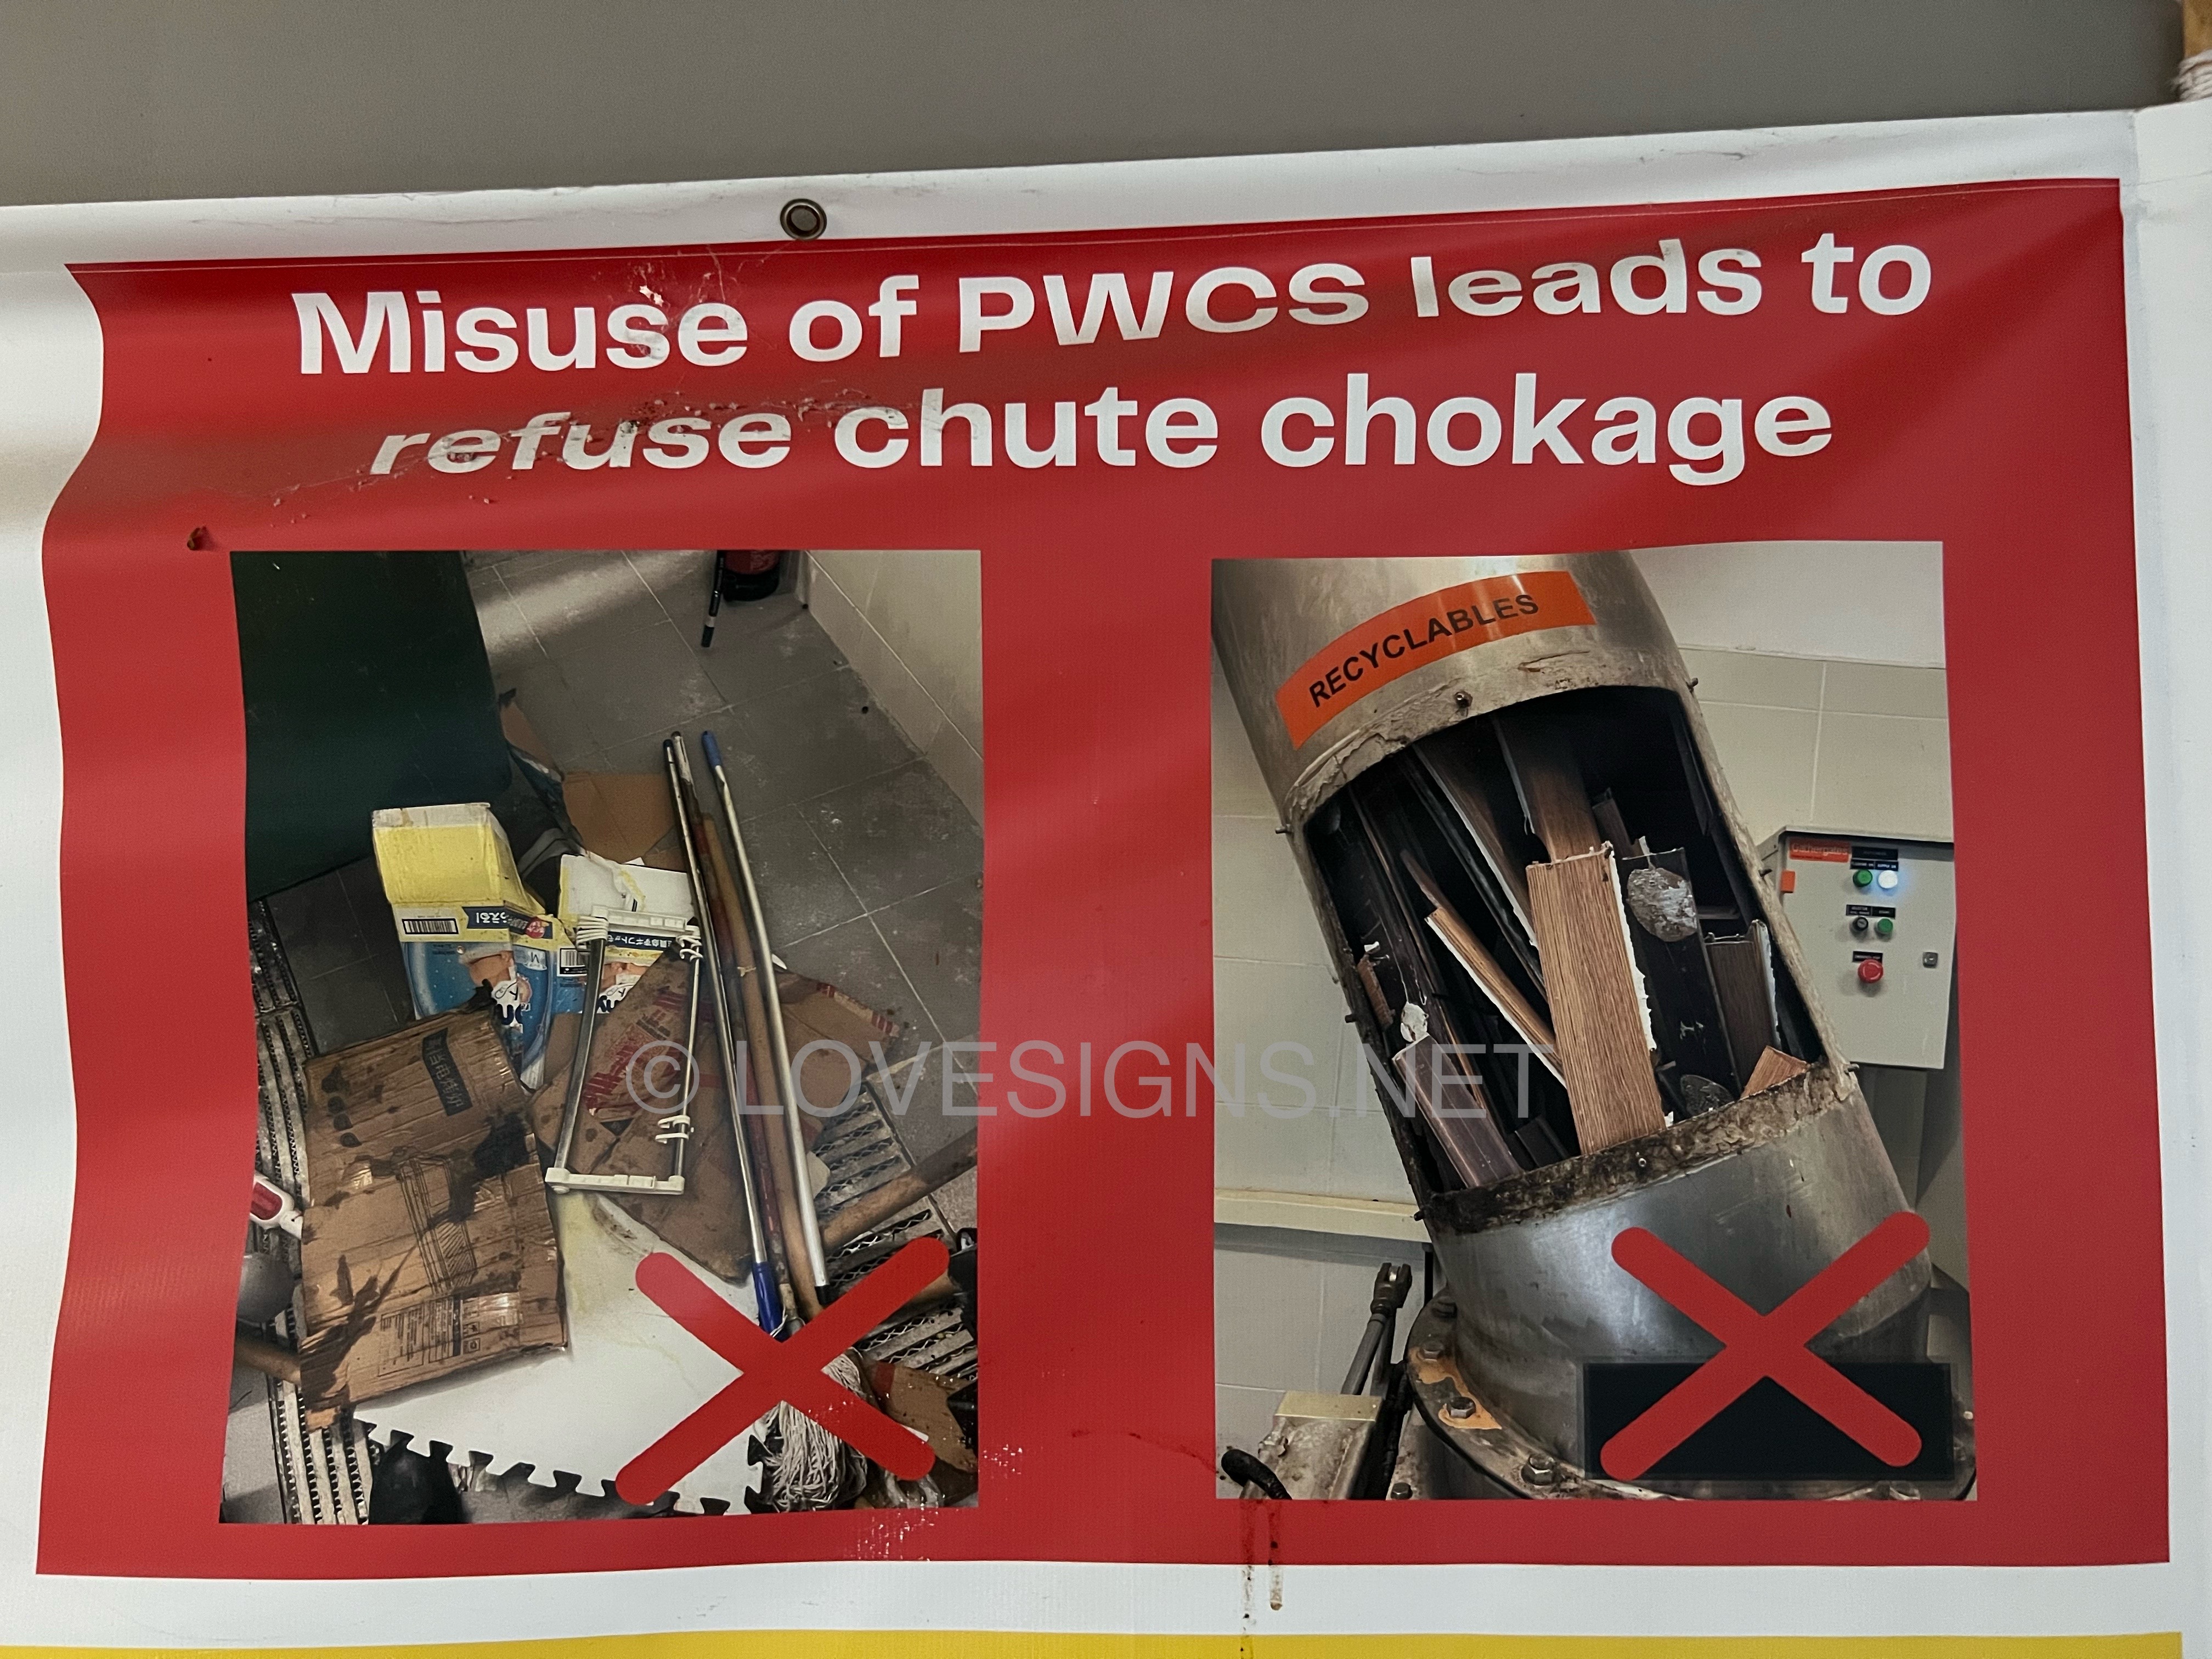 Misuse of PWCS leads to
refuse chute chokage
RECYCLABLES
© LOVESIGNS.NET